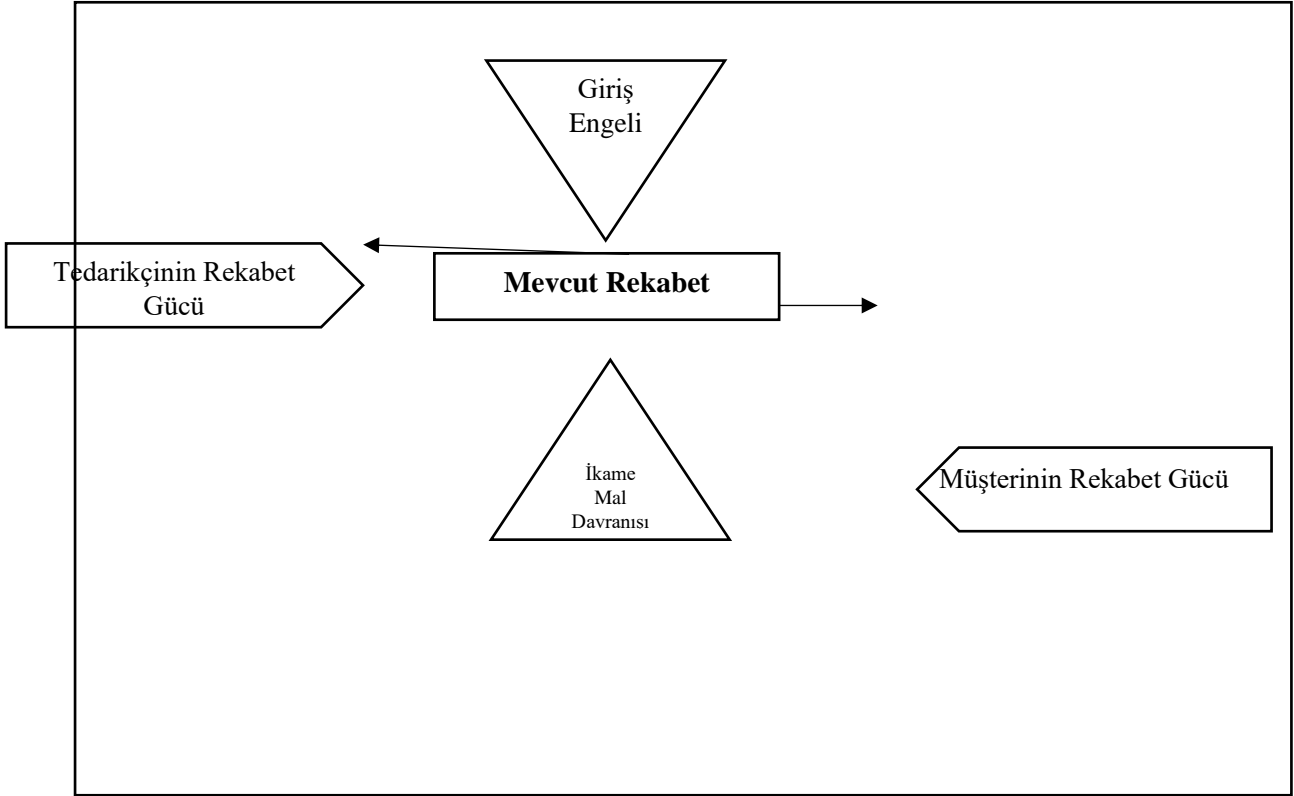 Giriş
Engeli
Tedarikçinin Rekabet
Gücü
Mevcut Rekabet
İkame
Mal
Davranısı
Müşterinin Rekabet Gücü